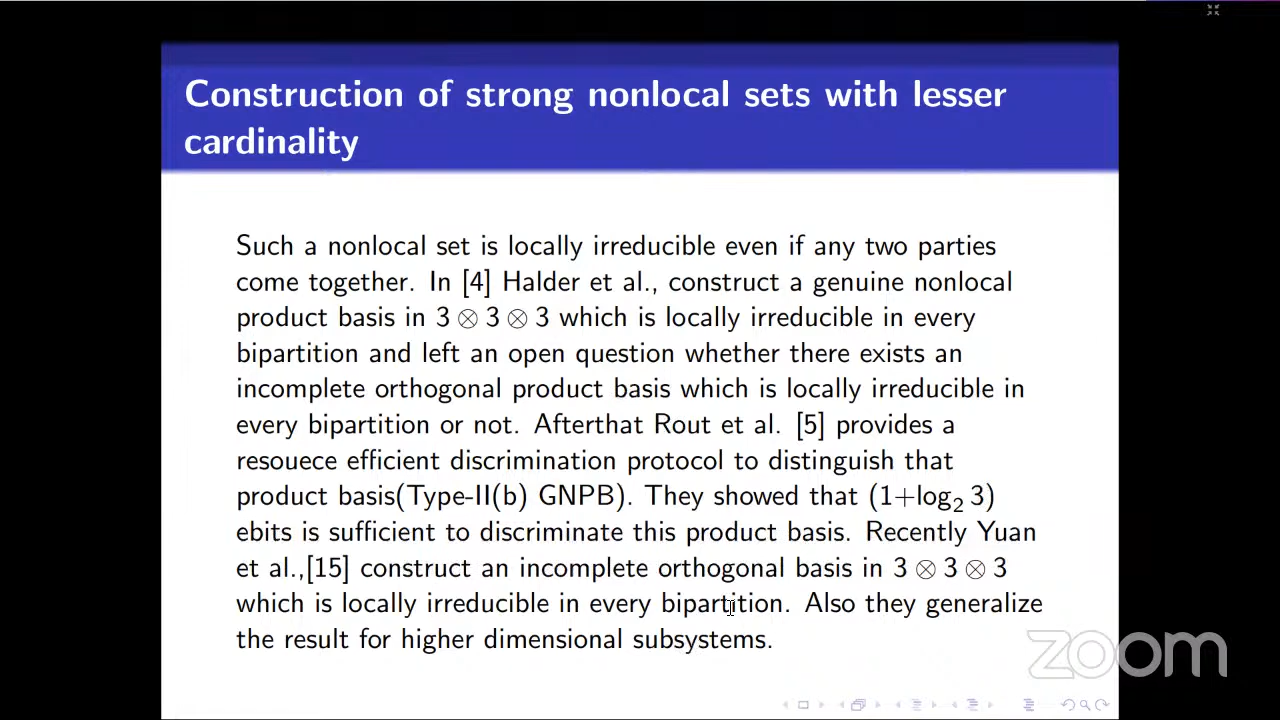 Construction of strong nonlocal sets with lesser
cardinality
Such a nonlocal set is locally irreducible even if any two parties
come together. In [4] Halder et al., construct a genuine nonlocal
product basis in 3 ⊗ 3 ⊗ 3 which is locally irreducible in every
bipartition and left an open question whether there exists an
incomplete orthogonal product basis which is locally irreducible in
every bipartition or not. Afterthat Rout et al. [5] provides a
resouece efficient discrimination protocol to distinguish that
product basis(Type-II(b) GNPB). They showed that (1+log₂ 3)
ebits is sufficient to discriminate this product basis. Recently Yuan
et al.,[15] construct an incomplete orthogonal basis in 3 ⊗ 3 ⊗ 3
which is locally irreducible in every bipartition. Also they generalize
the result for higher dimensional subsystems.
zoom